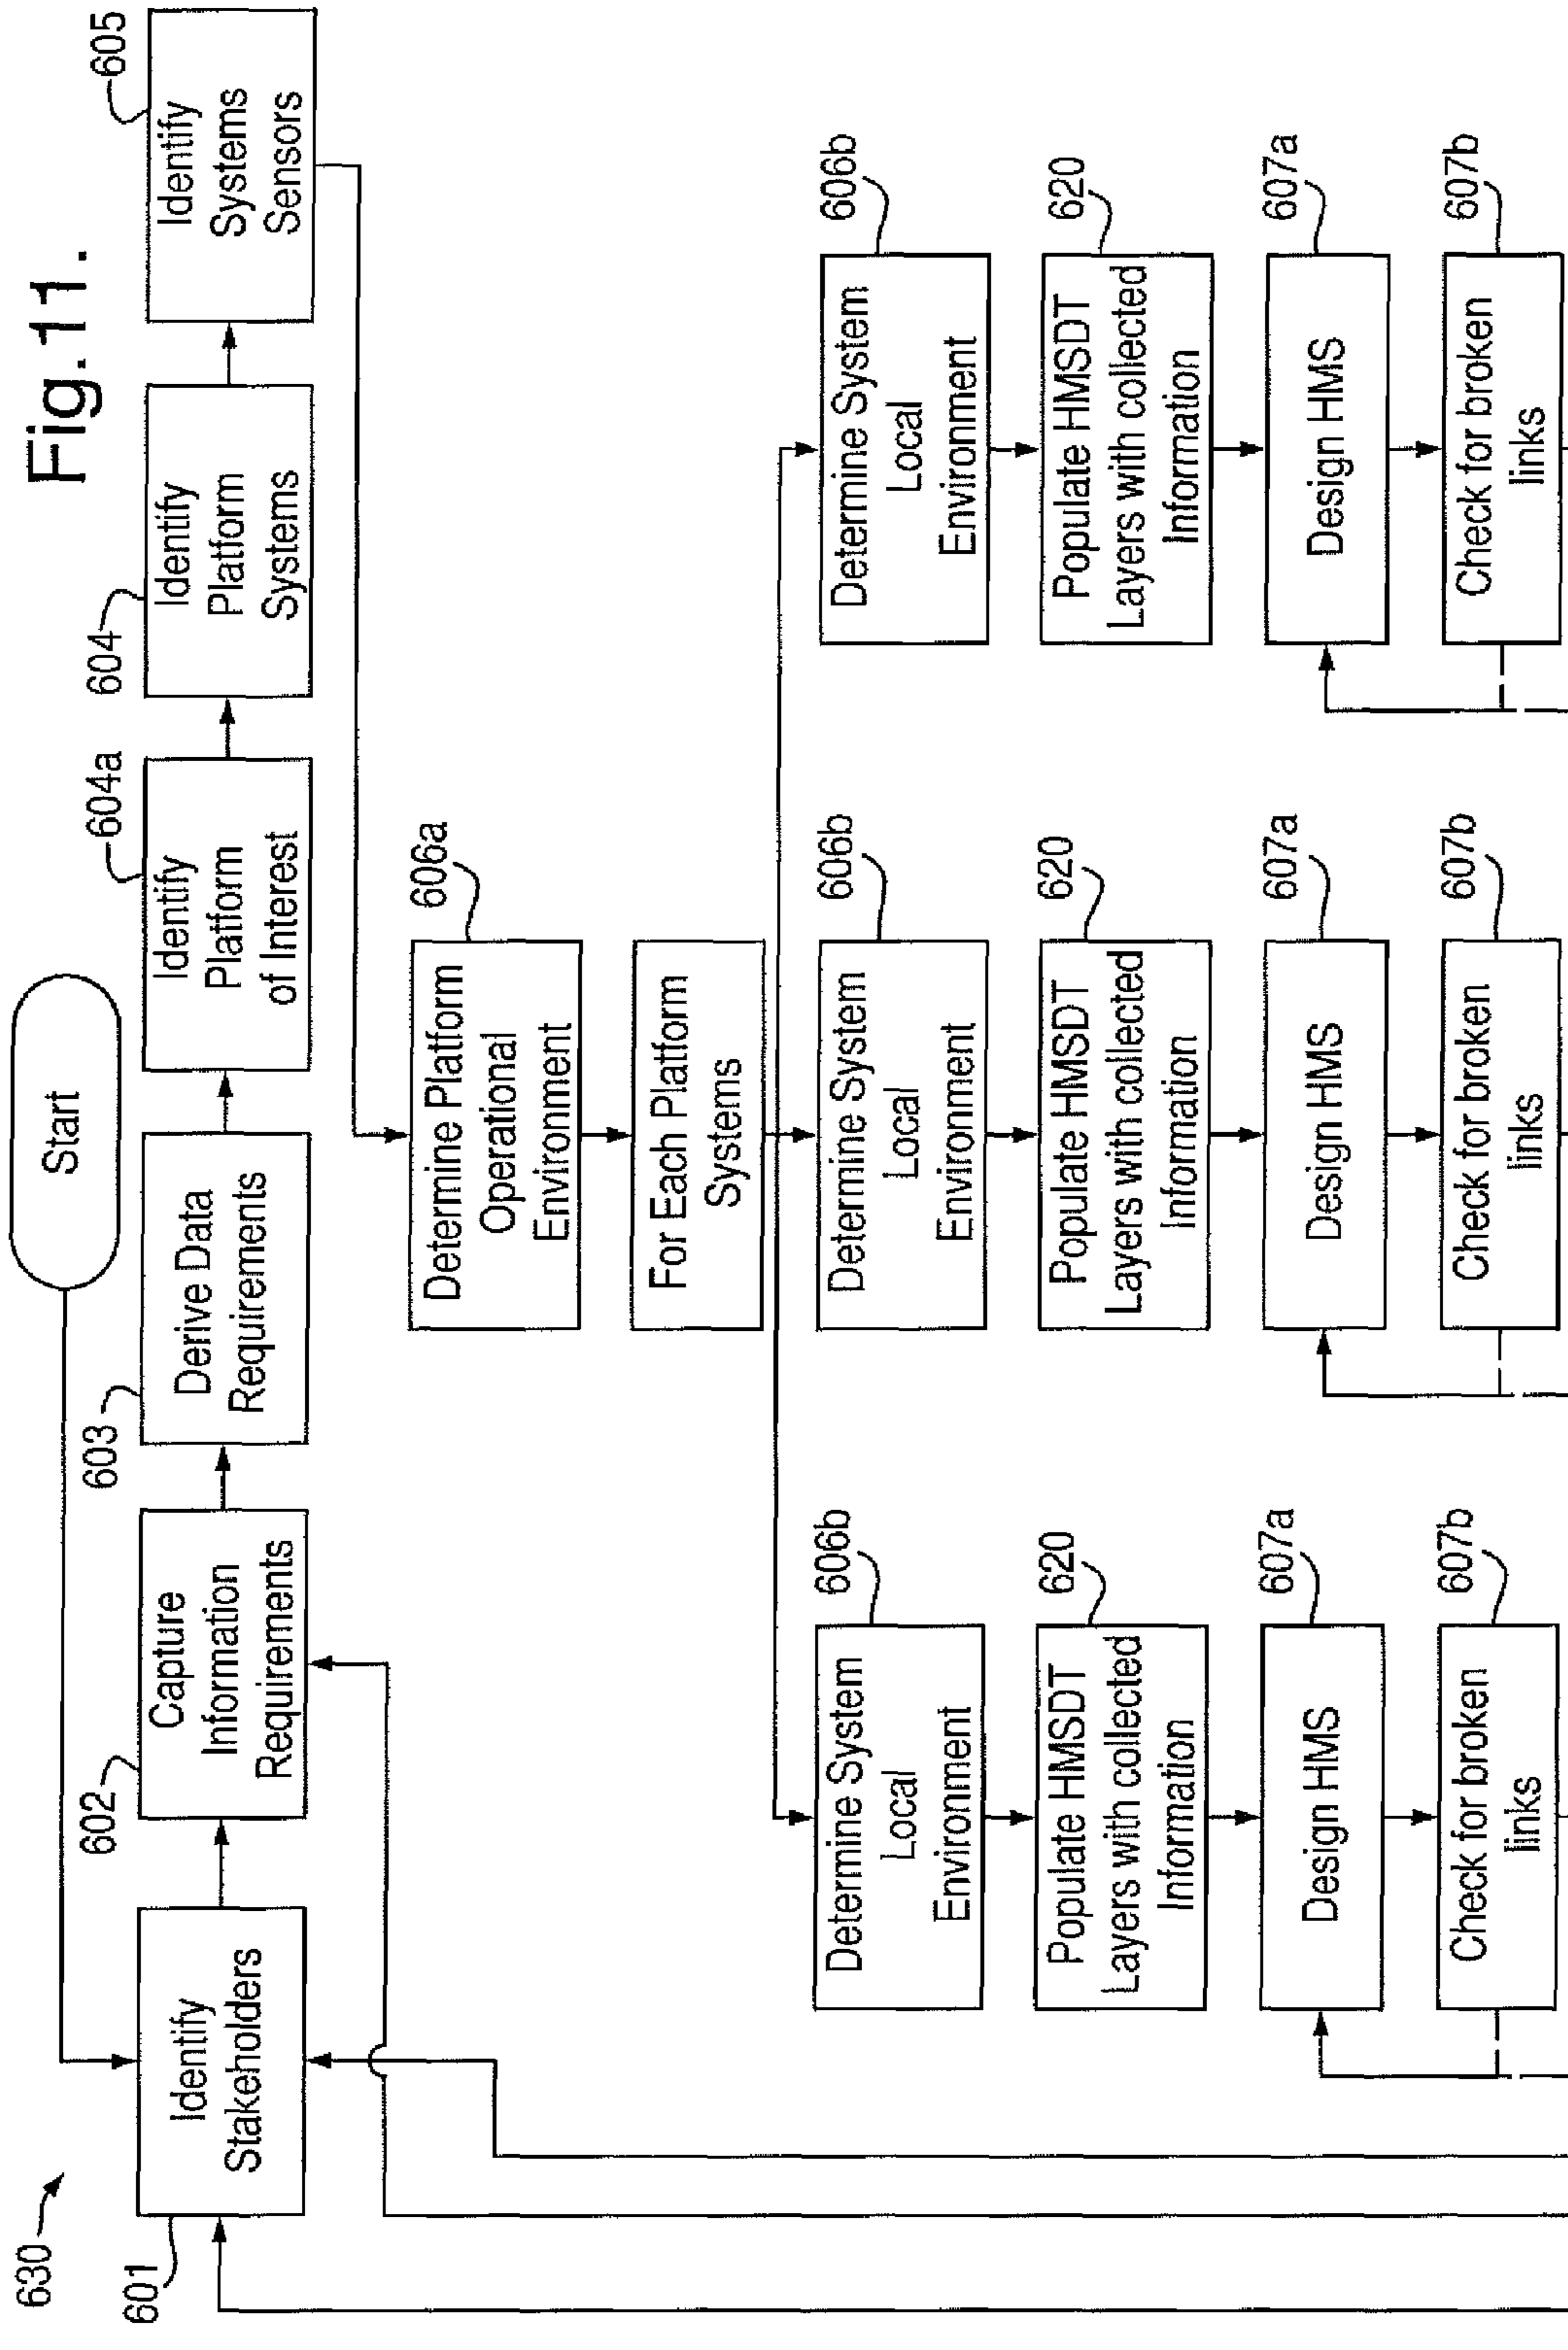 Fig.11.
630
Start
601
Identify
Stakeholders
602
Capture
Information
Requirements
603
Derive Data
Requirements
604a
Identify
Platform
of Interest
604
Identify
Platform
Systems
605
Identify
Systems
Sensors
606a
Determine Platform
Operational
Environment
For Each Platform
Systems
606b
Determine System
Local
Environment
620
Populate HMSDT
Layers with collected
Information
607a
Design HMS
607b
Check for broken
links
606b
Determine System
Local
Environment
620
Populate HMSDT
Layers with collected
Information
607a
Design HMS
607b
Check for broken
links
606b
Determine System
Local
Environment
620
Populate HMSDT
Layers with collected
Information
607a
Design HMS
607b
Check for broken
links